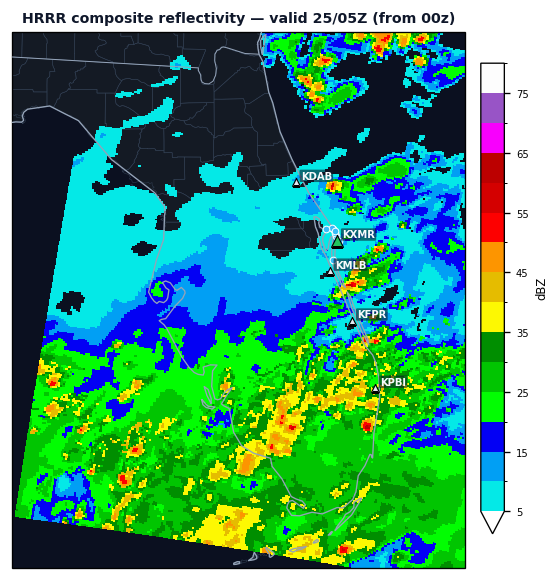 HRRR composite reflectivity — valid 25/05Z (from 00z)
KDAB
KXMR
KMLB
KFPR
KPBI
75
65
55
45
35
25
15
5
dBZ